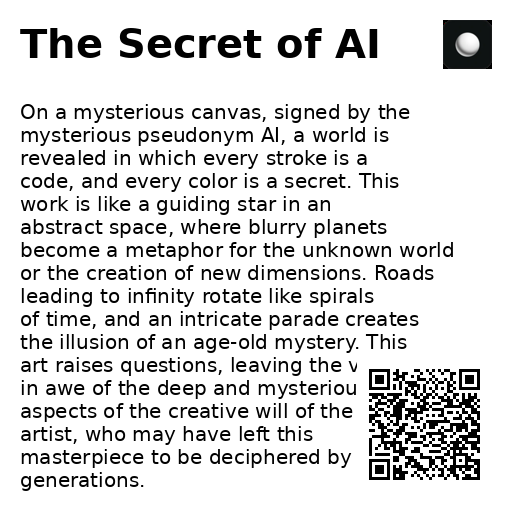 The Secret of AI
On a mysterious canvas, signed by the
mysterious pseudonym AI, a world is
revealed in which every stroke is a
code, and every color is a secret. This
work is like a guiding star in an
abstract space, where blurry planets
become a metaphor for the unknown world
or the creation of new dimensions. Roads
leading to infinity rotate like spirals
of time, and an intricate parade creates
the illusion of an age-old mystery. This
art raises questions, leaving the
in awe of the deep and mysteriou
aspects of the creative will of the
artist, who may have left this
masterpiece to be deciphered by
generations.